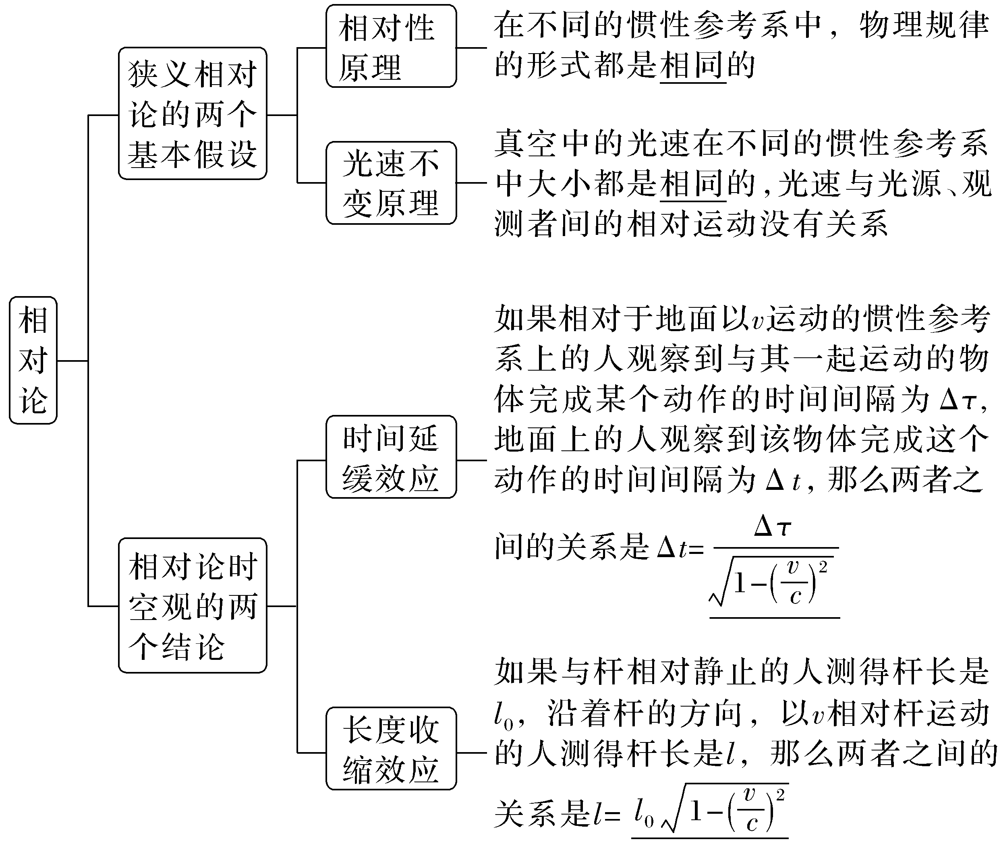 相对论
狭义相对
论的两个
基本假设
相对性
原理
在不同的惯性参考系中，物理规律
的形式都是相同的
光速不
变原理
真空中的光速在不同的惯性参考系
中大小都是相同的,光速与光源、观
测者间的相对运动没有关系
相对论时
空观的两
个结论
时间延
缓效应
如果相对于地面以v运动的惯性参考
系上的人观察到与其一起运动的物
体完成某个动作的时间间隔为Δτ,
地面上的人观察到该物体完成这个
动作的时间间隔为Δt,那么两者之
间的关系是Δt=Δτ/√(1-(v/c)²)
长度收
缩效应
如果与杆相对静止的人测得杆长是
l₀，沿着杆的方向，以v相对杆运动
的人测得杆长是l，那么两者之间的
关系是l=l₀√(1-(v/c)²)